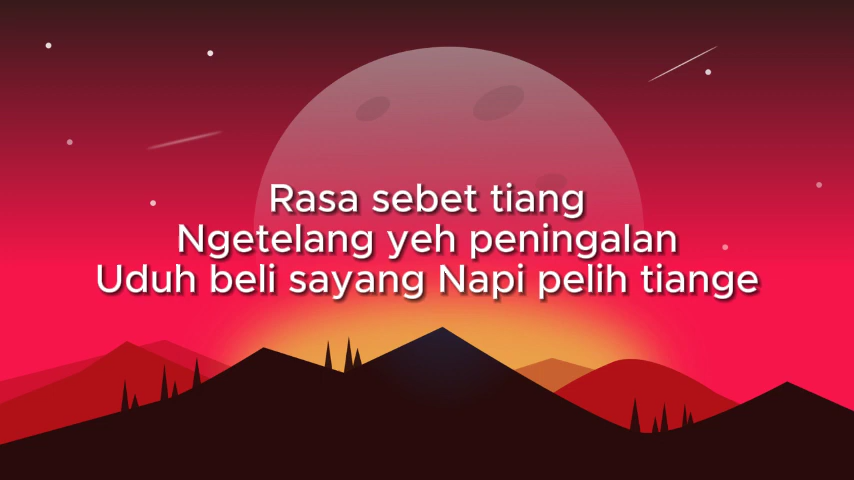 Rasa sebet tiang
Ngetelang yeh peningalan
Uduh beli sayang Napi pelih tiange